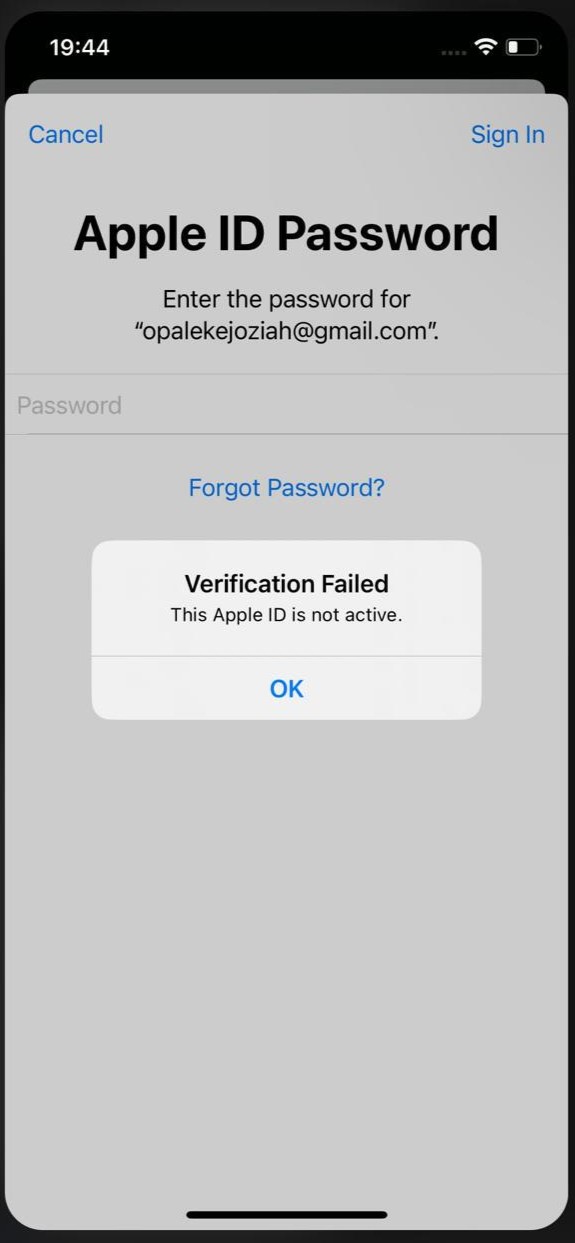 19:44
Cancel
Sign In
Apple ID Password
Enter the password for
“opalekejoziah@gmail.com”.
Password
Forgot Password?
Verification Failed
This Apple ID is not active.
OK